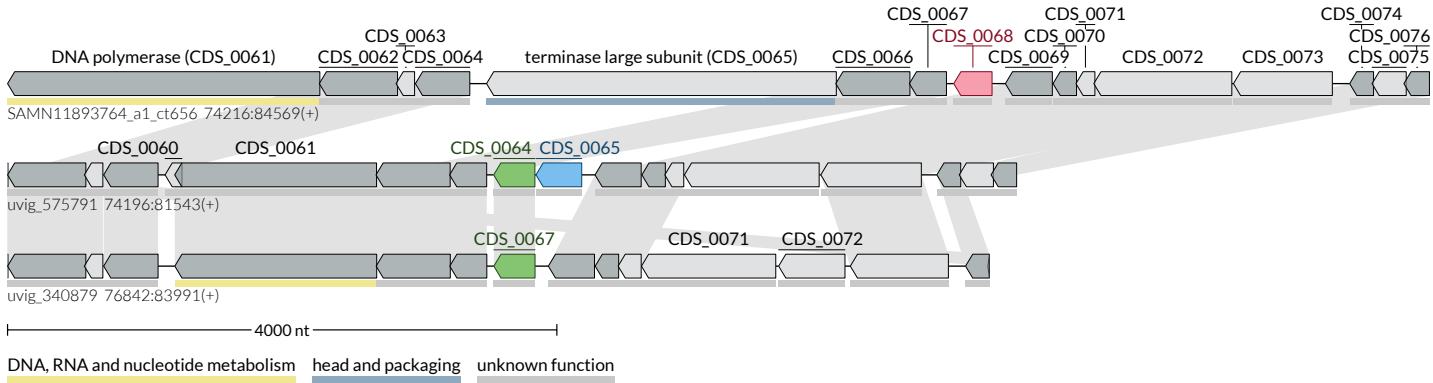 CDS_0067 CDS_0071 CDS_0074
CDS_0063 CDS_0068 CDS_0070 CDS_0076
DNA polymerase (CDS_0061) CDS_0062 CDS_0064 terminase large subunit (CDS_0065) CDS_0066 CDS_0069 CDS_0072 CDS_0073 CDS_0075
SAMN11893764_a1_ct656 74216:84569(+)
CDS_0060 CDS_0061 CDS_0064 CDS_0065
uvig_575791 74196:81543(+)
CDS_0067 CDS_0071 CDS_0072
uvig_340879 76842:83991(+)
4000 nt
DNA, RNA and nucleotide metabolism head and packaging unknown function